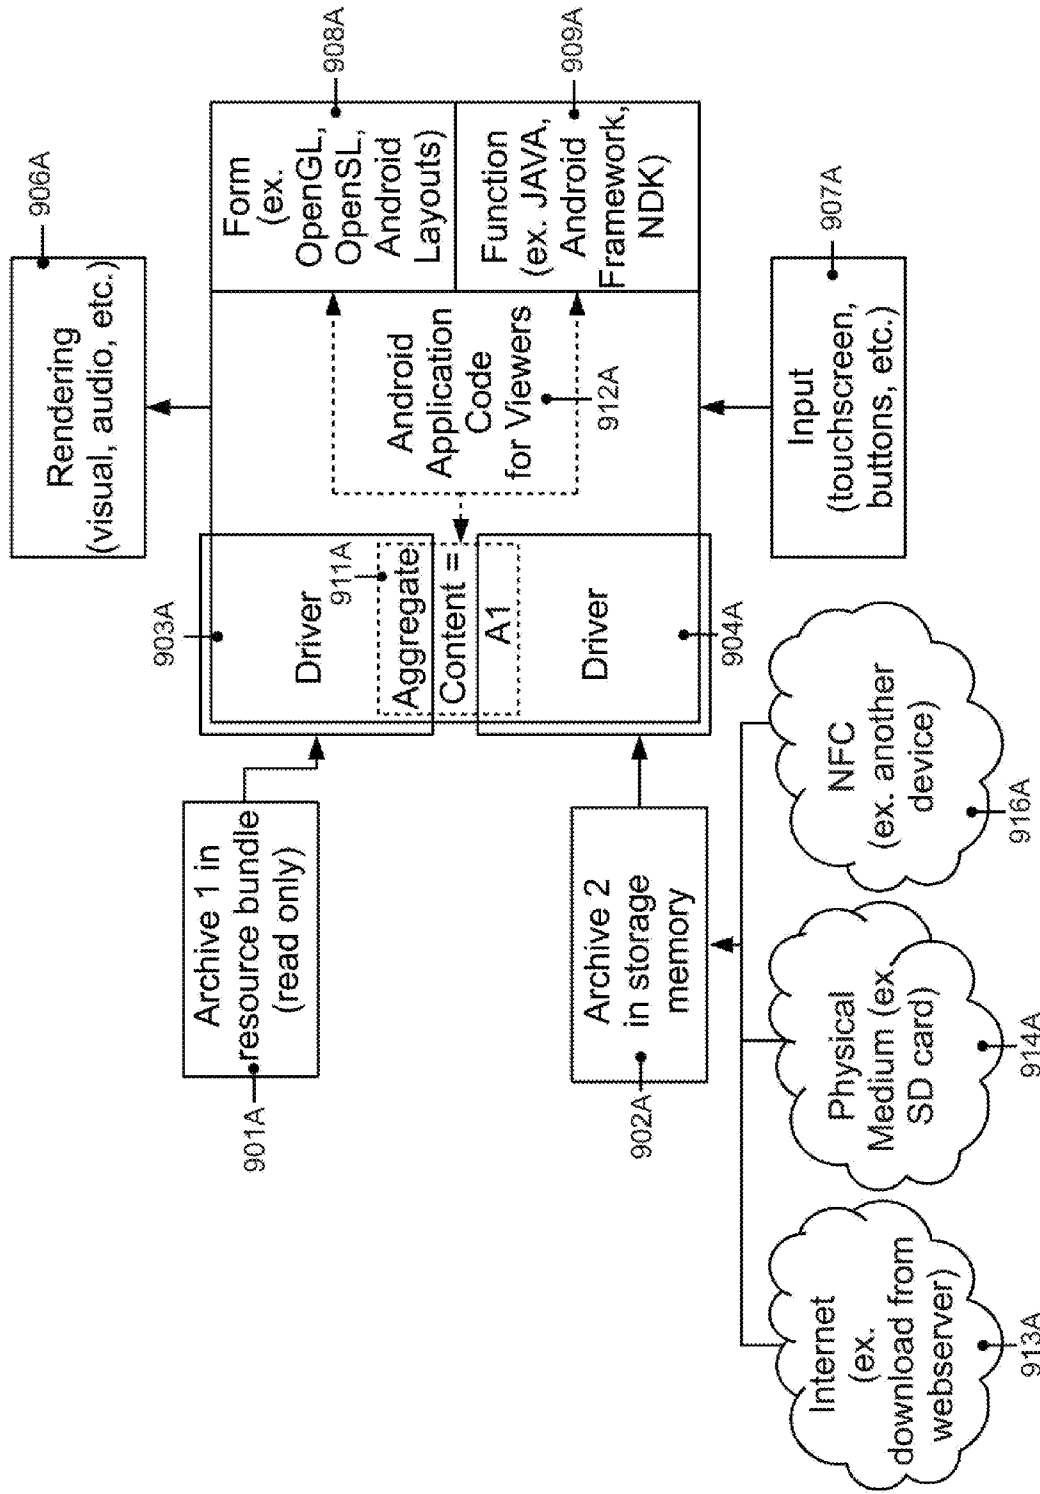 906A
Rendering
(visual, audio, etc.)
903A
Driver
911A
Aggregate
Content =
A1
Driver
904A
Android
Application
Code
for Viewers
912A
Form
(ex.
OpenGL,
OpenSL,
Android
Layouts)
908A
Function
(ex. JAVA,
Android
Framework,
NDK)
909A
Input
(touchscreen,
buttons, etc.)
907A
Archive 1 in
resource bundle
(read only)
901A
Archive 2
in storage
memory
902A
Internet
(ex.
download from
webserver)
913A
Physical
Medium (ex.
SD card)
914A
NFC
(ex. another
device)
916A